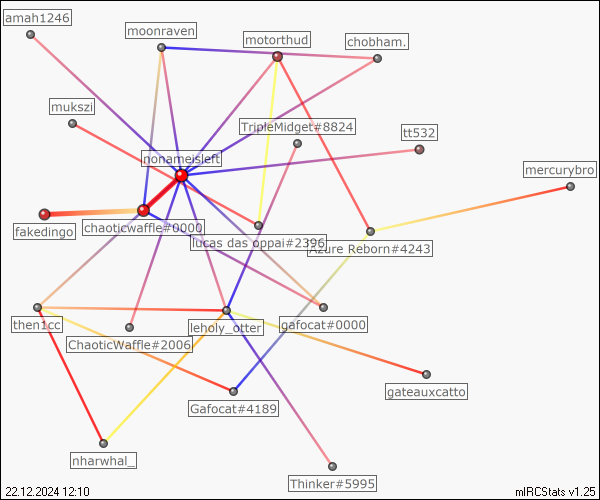 amah1246
moonraven
motorthud
chobham.
mukszi
TripleMidget#8824
tt532
nonameisleft
mercurybro
fakedingo
chaoticwaffle#0000
lucas das oppai#2396
Azure Reborn#4243
then1cc
ChaoticWaffle#2006
leholy_otter
gafocat#0000
gateauxcatto
Gafocat#4189
nharwhal_
Thinker#5995
22.12.2024 12:10
mIRCStats v1.25